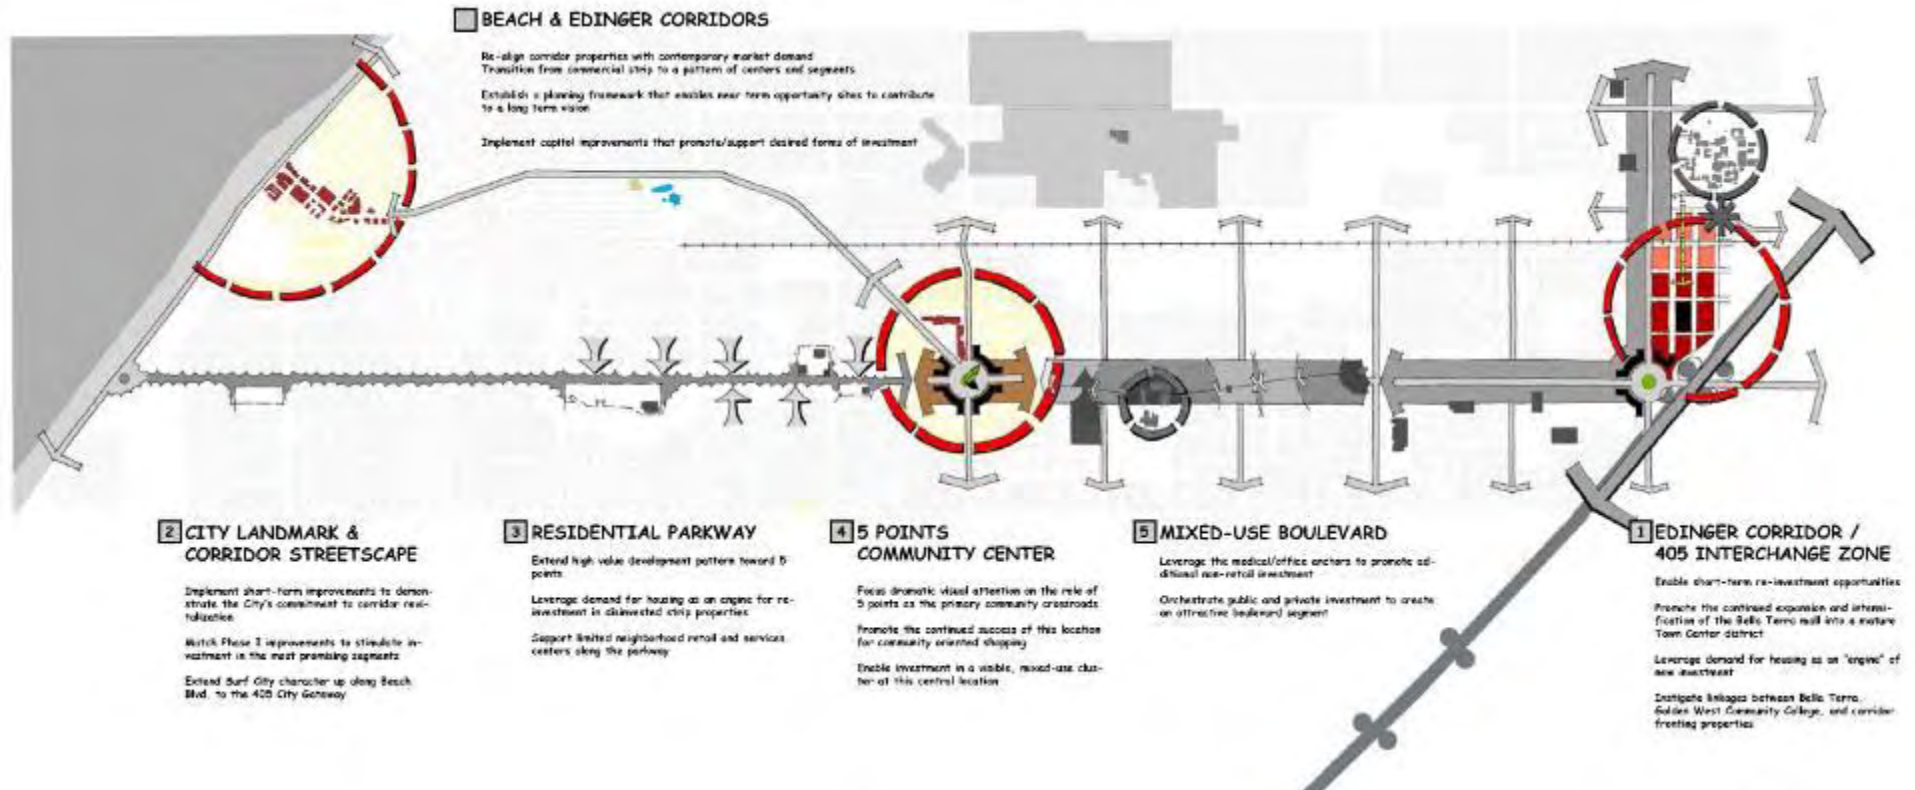 BEACH & EDINGER CORRIDORS
Re-align corridor properties with contemporary market demand
Transition from commercial strip to a pattern of centers and segments
Establish a planning framework that enables near term opportunity sites to contribute
to a long term vision
Implement capitol improvements that promote/support desired forms of investment
2 CITY LANDMARK &
CORRIDOR STREETSCAPE
Implement short-term improvements to demon-
strate the City's commitment to corridor revi-
talization
Match Phase I improvements to stimulate in-
vestment in the most promising segments
Extend Surf City character up along Beach
Blvd. to the 405 City Gateway
3 RESIDENTIAL PARKWAY
Extend high value development pattern toward 5
points
Leverage demand for housing as an engine for re-
investment in disinvested strip properties
Support limited neighborhood retail and services
centers along the parkway
4 5 POINTS
COMMUNITY CENTER
Focus dramatic visual attention on the role of
5 points as the primary community crossroads
Promote the continued success of this location
for community oriented shopping
Enable investment in a visible, mixed-use clus-
ter at this central location
5 MIXED-USE BOULEVARD
Leverage the medical/office anchors to promote ad-
ditional non-retail investment
Orchestrate public and private investment to create
an attractive boulevard segment
1 EDINGER CORRIDOR /
405 INTERCHANGE ZONE
Enable short-term re-investment opportunities
Promote the continued expansion and intensi-
fication of the Bella Terra mall into a mature
Town Center district
Leverage demand for housing as an "engine" of
new investment
Instigate linkages between Bella Terra,
Golden West Community College, and corridor
fronting properties